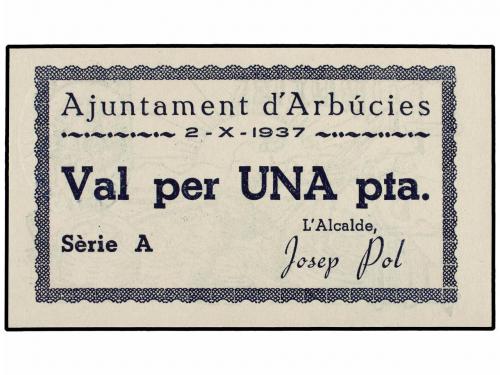 Ajuntament d'Arbúcies
2-X-1937
Val per UNA pta.
Sèrie A
L'Alcalde,
Josep Pol